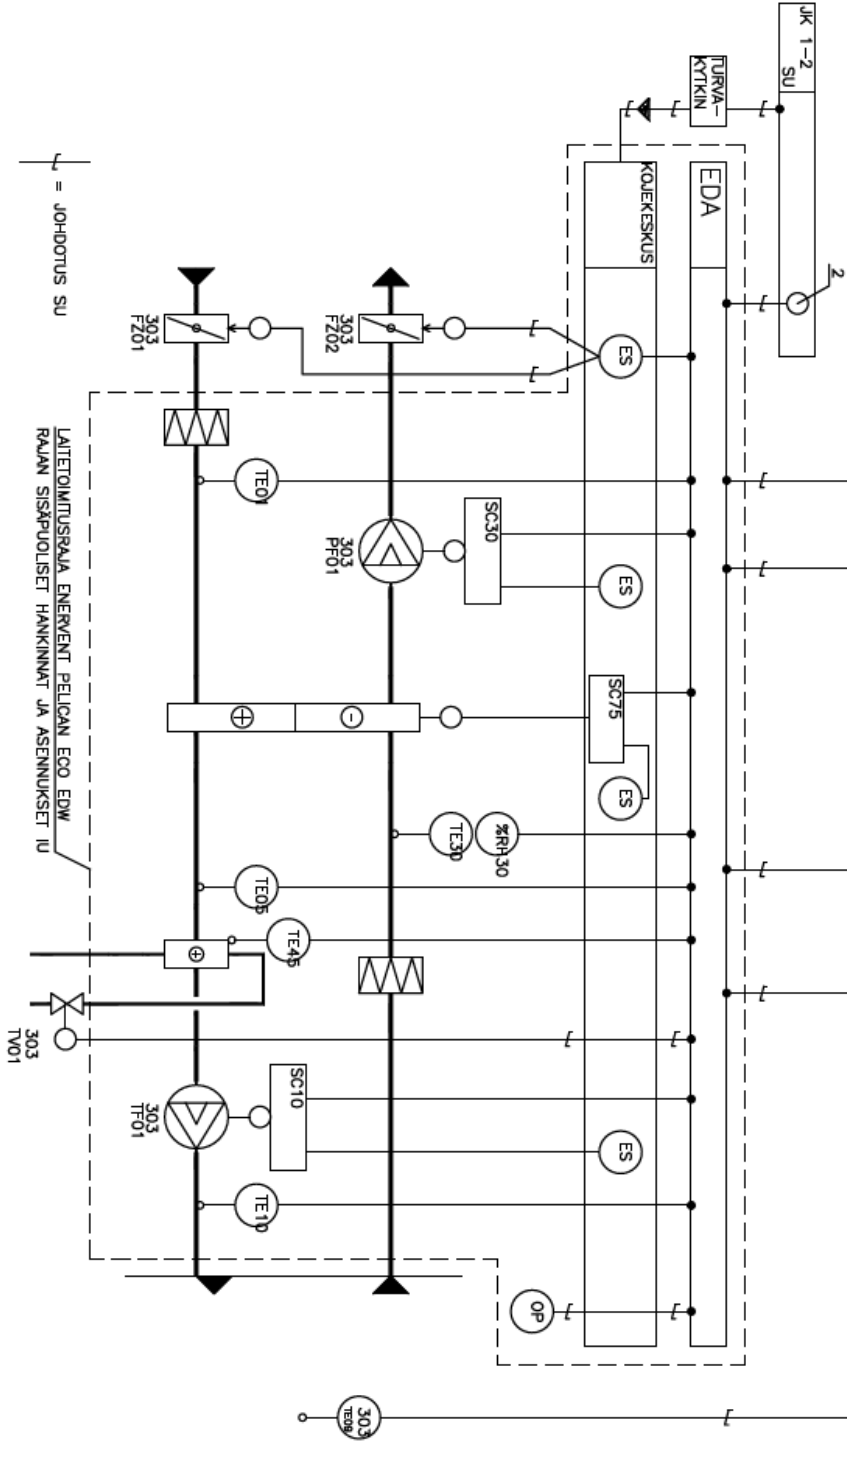 JK 1-2
SU
2
TURVA-
KYTKIN
EDA
KOJEKESKUS
ES
ES
SC75
ES
ES
OP
SC30
%RH30
TE30
303
FZ02
303
PF01
303
TE09
SC10
TE01
TE05
TE45
TE10
303
FZ01
303
TF01
303
TV01
= JOHDOTUS SU
LAITETOIMITUSRAJA ENERVENT PELICAN ECO EDW
RAJAN SISÄPUOLISET HANKINNAT JA ASENNUKSET IU